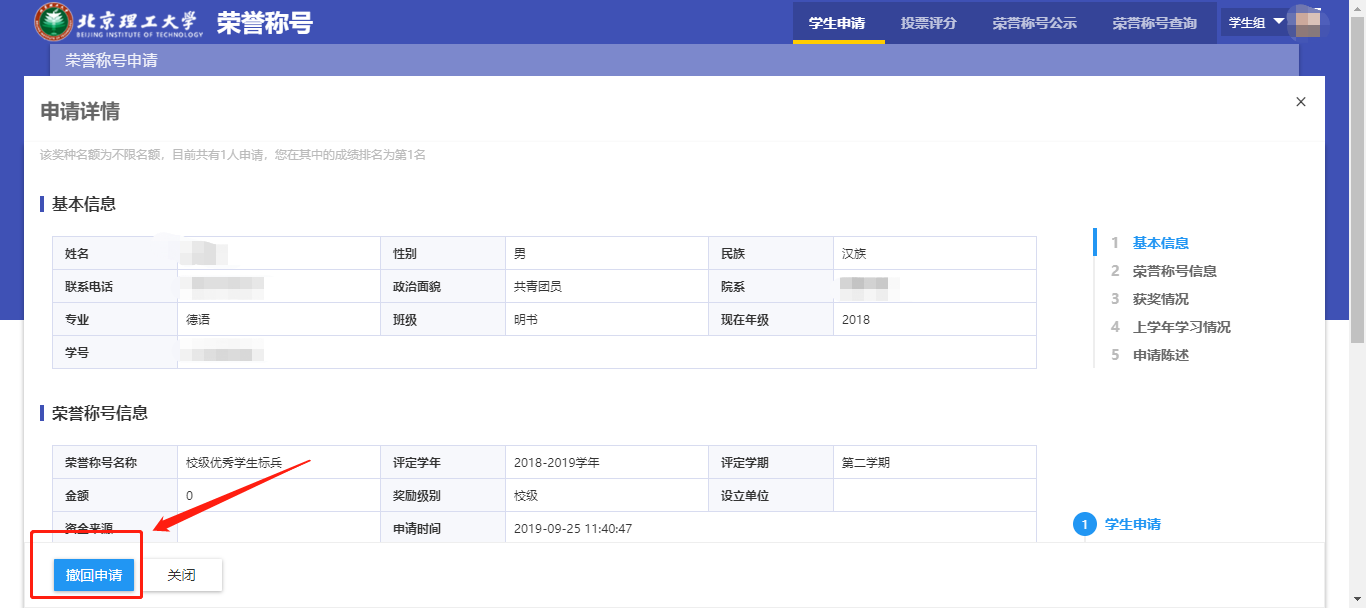 北京理工大学 荣誉称号 学生申请 投票评分 荣誉称号公示 荣誉称号查询 学生组
BEIJING INSTITUTE OF TECHNOLOGY
荣誉称号申请
申请详情 ×
该奖种名额为不限名额，目前共有1人申请，您在其中的成绩排名为第1名
基本信息
姓名 性别 男 民族 汉族
联系电话 政治面貌 共青团员 院系
专业 德语 班级 明书 现在年级 2018
学号
1 基本信息
2 荣誉称号信息
3 获奖情况
4 上学年学习情况
5 申请陈述
荣誉称号信息
荣誉称号名称 校级优秀学生标兵 评定学年 2018-2019学年 评定学期 第二学期
金额 0 奖励级别 校级 设立单位
资金来源 申请时间 2019-09-25 11:40:47
1 学生申请
撤回申请 关闭